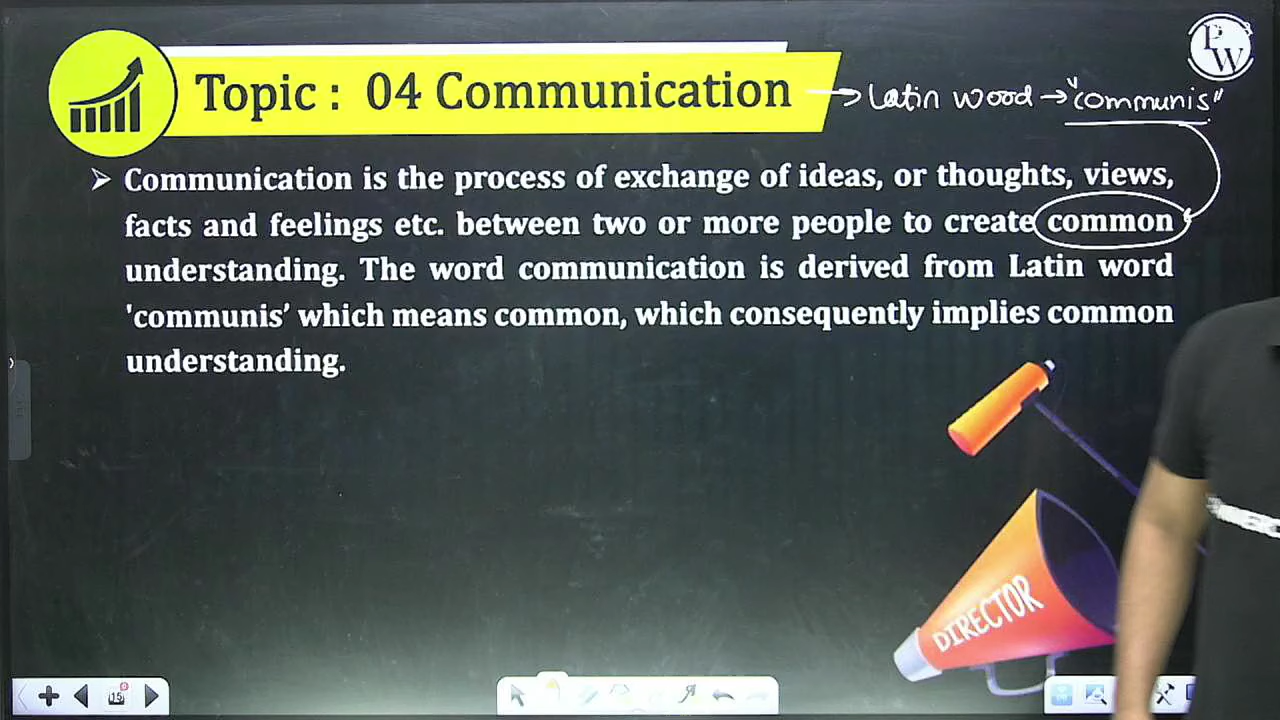 PW
Topic : 04 Communication → Latin wood → "communis"
➤ Communication is the process of exchange of ideas, or thoughts, views,
facts and feelings etc. between two or more people to create common
understanding. The word communication is derived from Latin word
'communis’ which means common, which consequently implies common
understanding.
DIRECTOR
15